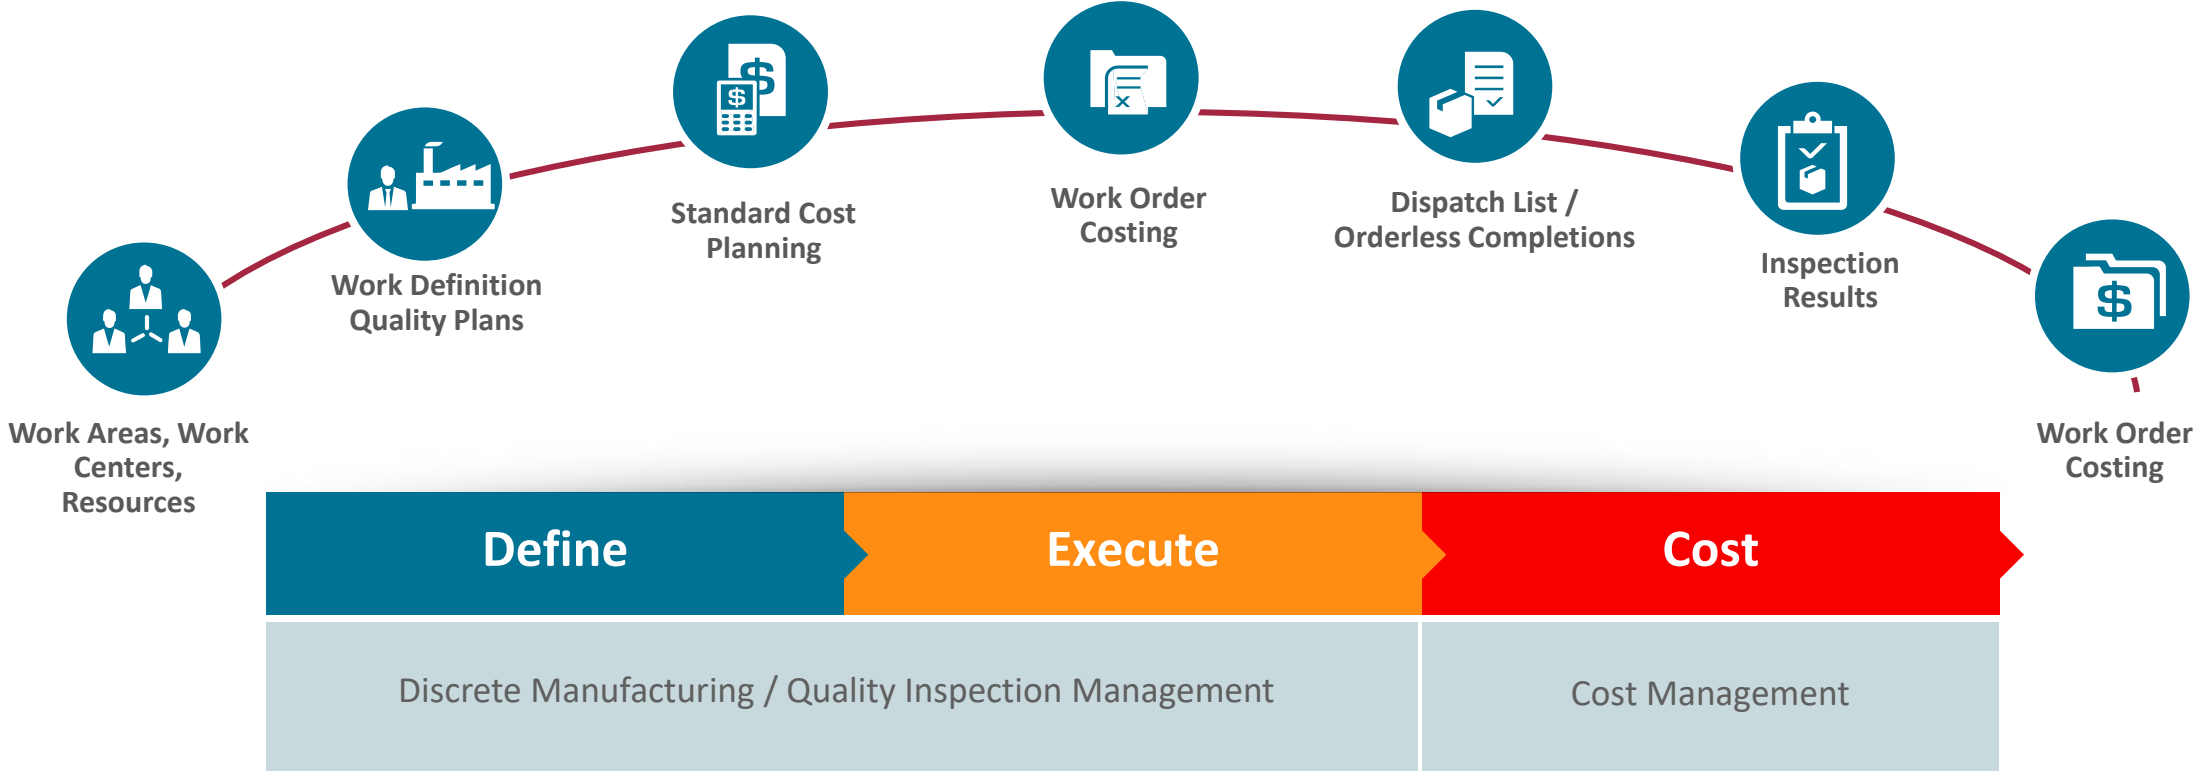 Work Areas, Work
Centers,
Resources
Work Definition
Quality Plans
Standard Cost
Planning
Work Order
Costing
Dispatch List /
Orderless Completions
Inspection
Results
Work Order
Costing
Define
Execute
Cost
Discrete Manufacturing / Quality Inspection Management
Cost Management